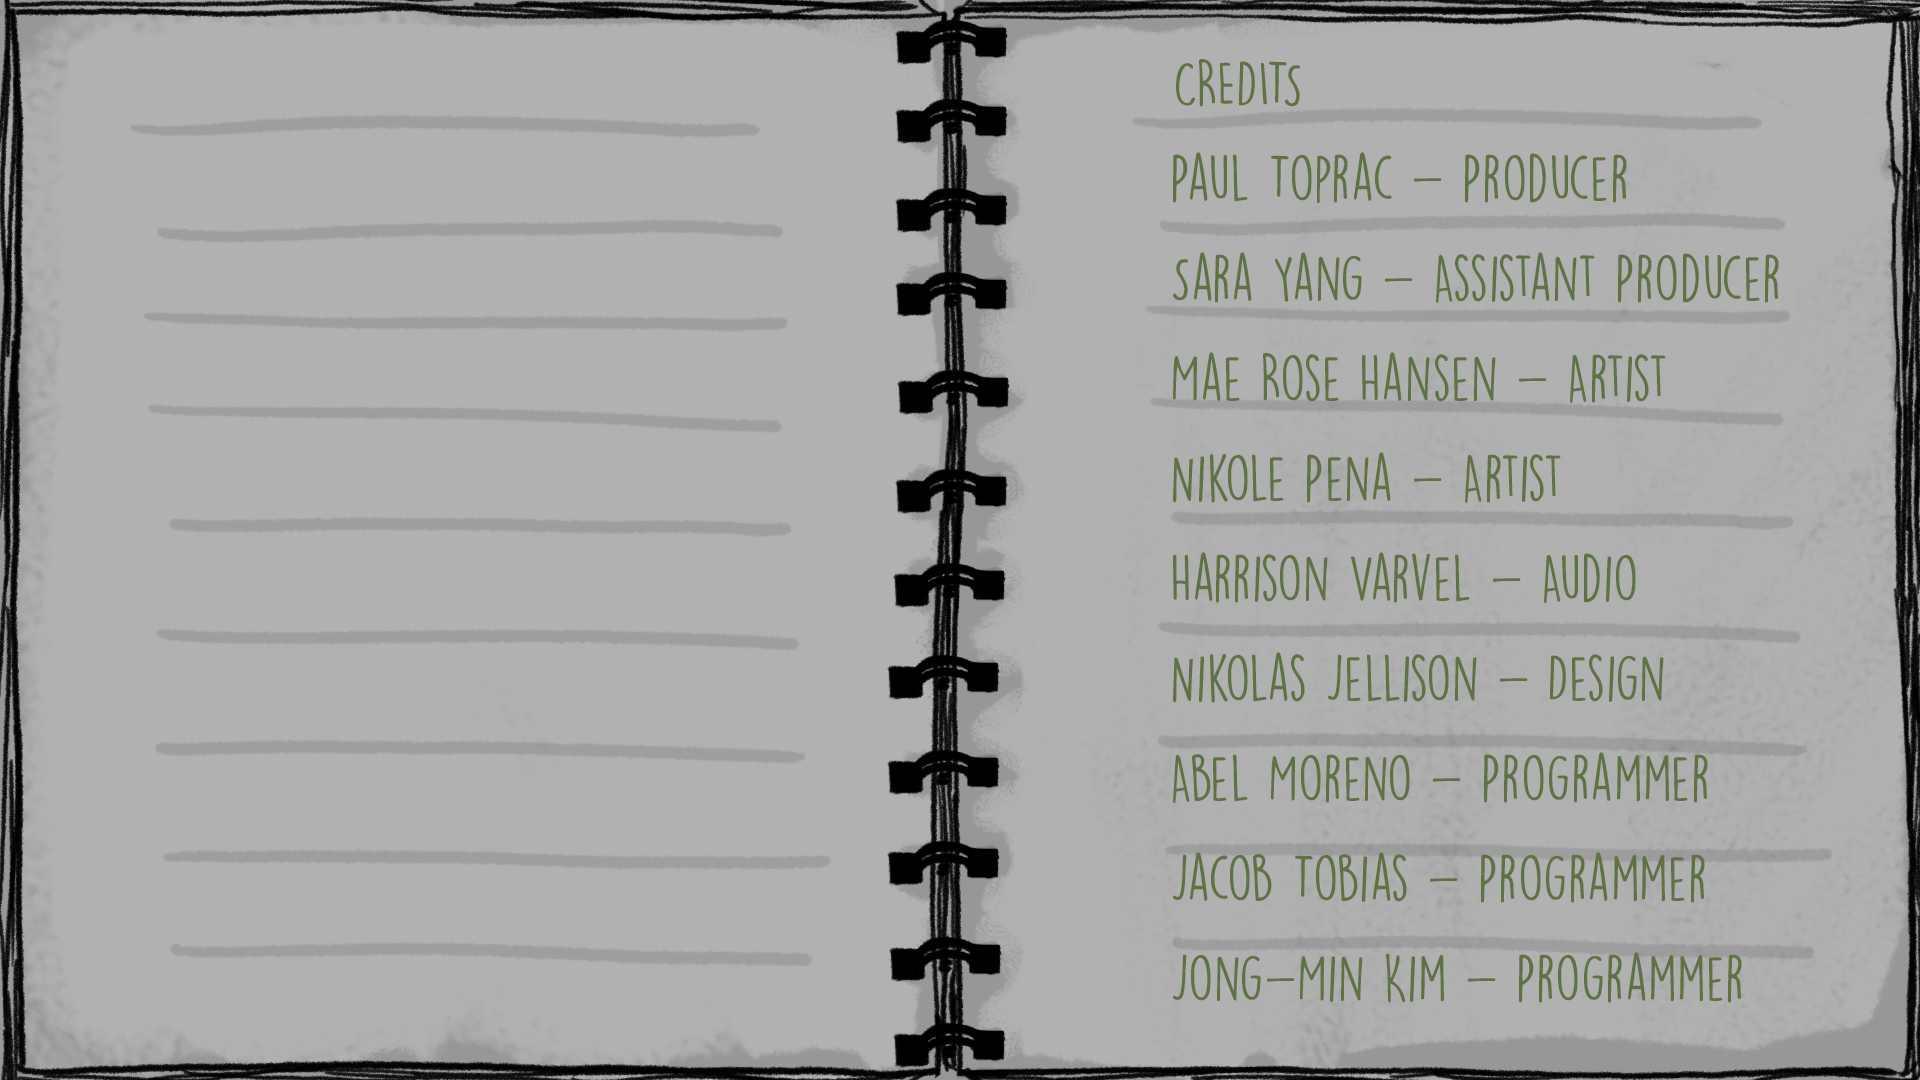 CREDITS
PAUL TOPRAC – PRODUCER
SARA YANG – ASSISTANT PRODUCER
MAE ROSE HANSEN – ARTIST
NIKOLE PENA – ARTIST
HARRISON VARVEL – AUDIO
NIKOLAS JELLISON – DESIGN
ABEL MORENO – PROGRAMMER
JACOB TOBIAS – PROGRAMMER
JONG-MIN KIM – PROGRAMMER